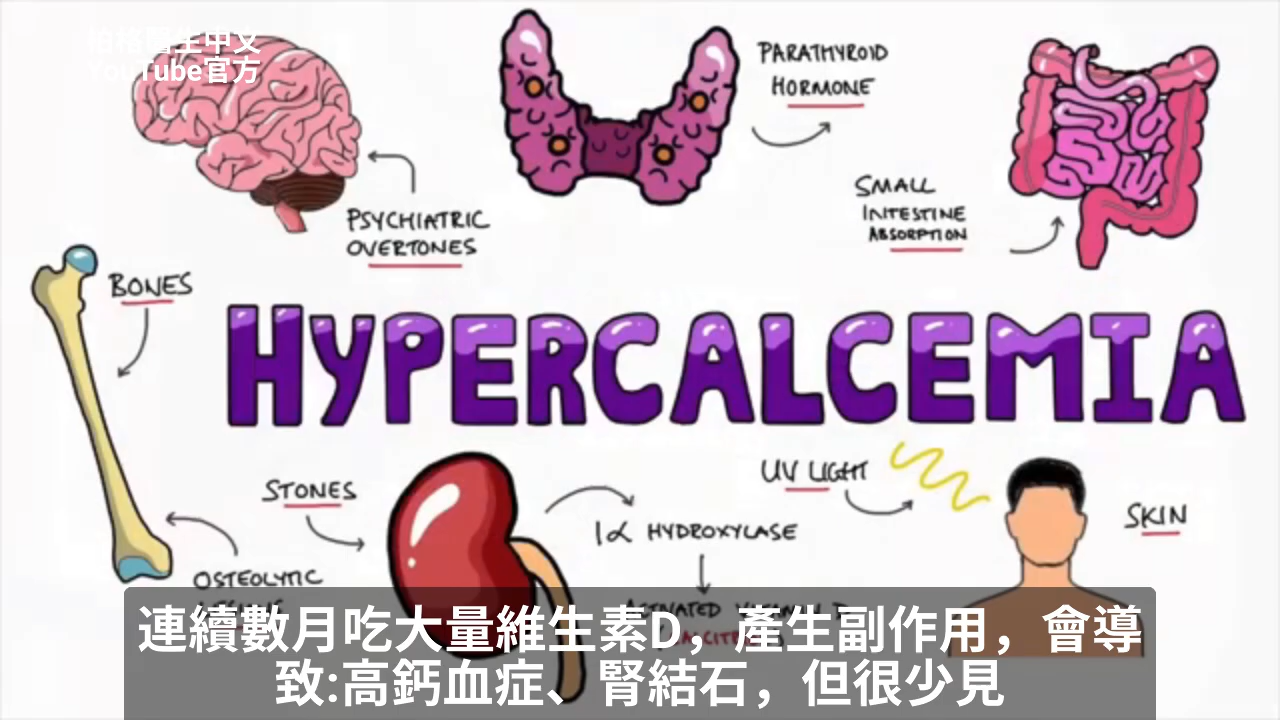 柏格醫生中文
YouTube官方
PARATHYROID
HORMONE
SMALL
INTESTINE
ABSORPTION
PSYCHIATRIC
OVERTONES
BONES
HYPERCALCEMIA
STONES
UV LIGHT
1α HYDROXYLASE
SKIN
OSTEOLYTIC
ACTIVATED VITAMIN D
連續數月吃大量維生素D，產生副作用，會導
致:高鈣血症、腎結石，但很少見